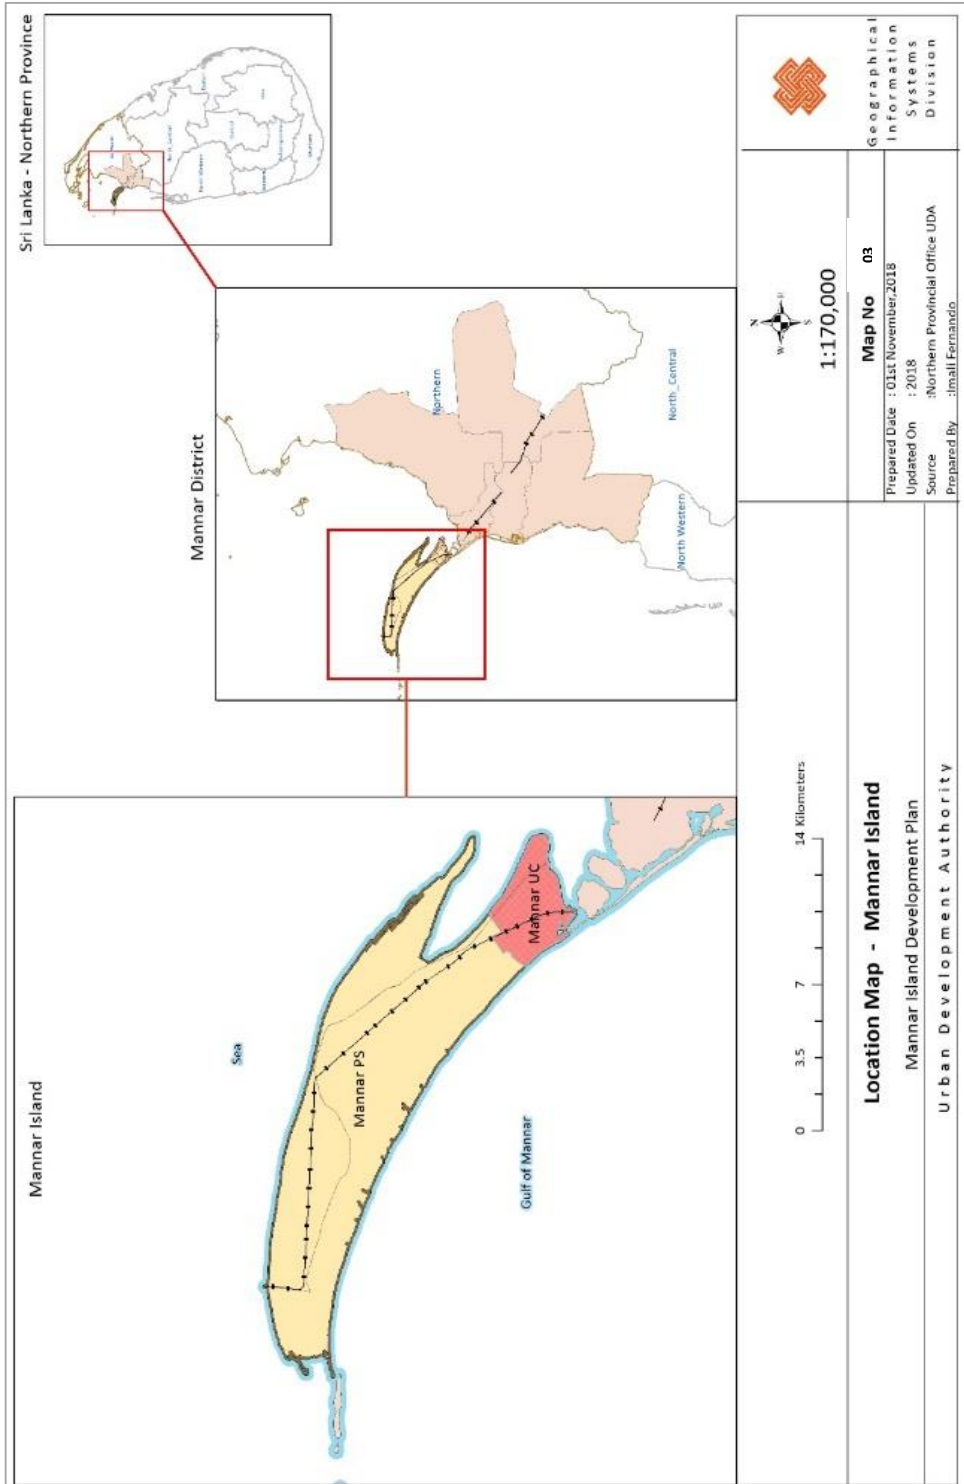 Mannar Island
Sea
Mannar PS
Mannar UC
Gulf of Mannar
Mannar District
Northern
North_Central
North Western
Sri Lanka - Northern Province
North Western
0 3.5 7 14 Kilometers
Location Map - Mannar Island
Mannar Island Development Plan
Urban Development Authority
N
W
E
S
1:170,000
Map No 03
Prepared Date : 01st November,2018
Updated On : 2018
Source :Northern Provincial Office UDA
Prepared By :Imali Fernando
Geographical
Information
Systems
Division